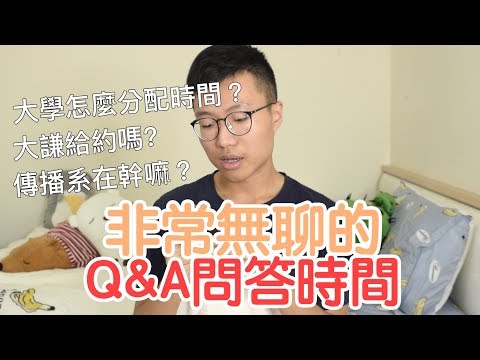 大學怎麼分配時間？
大謙給約嗎?
傳播系在幹嘛？
非常無聊的
Q&A問答時間